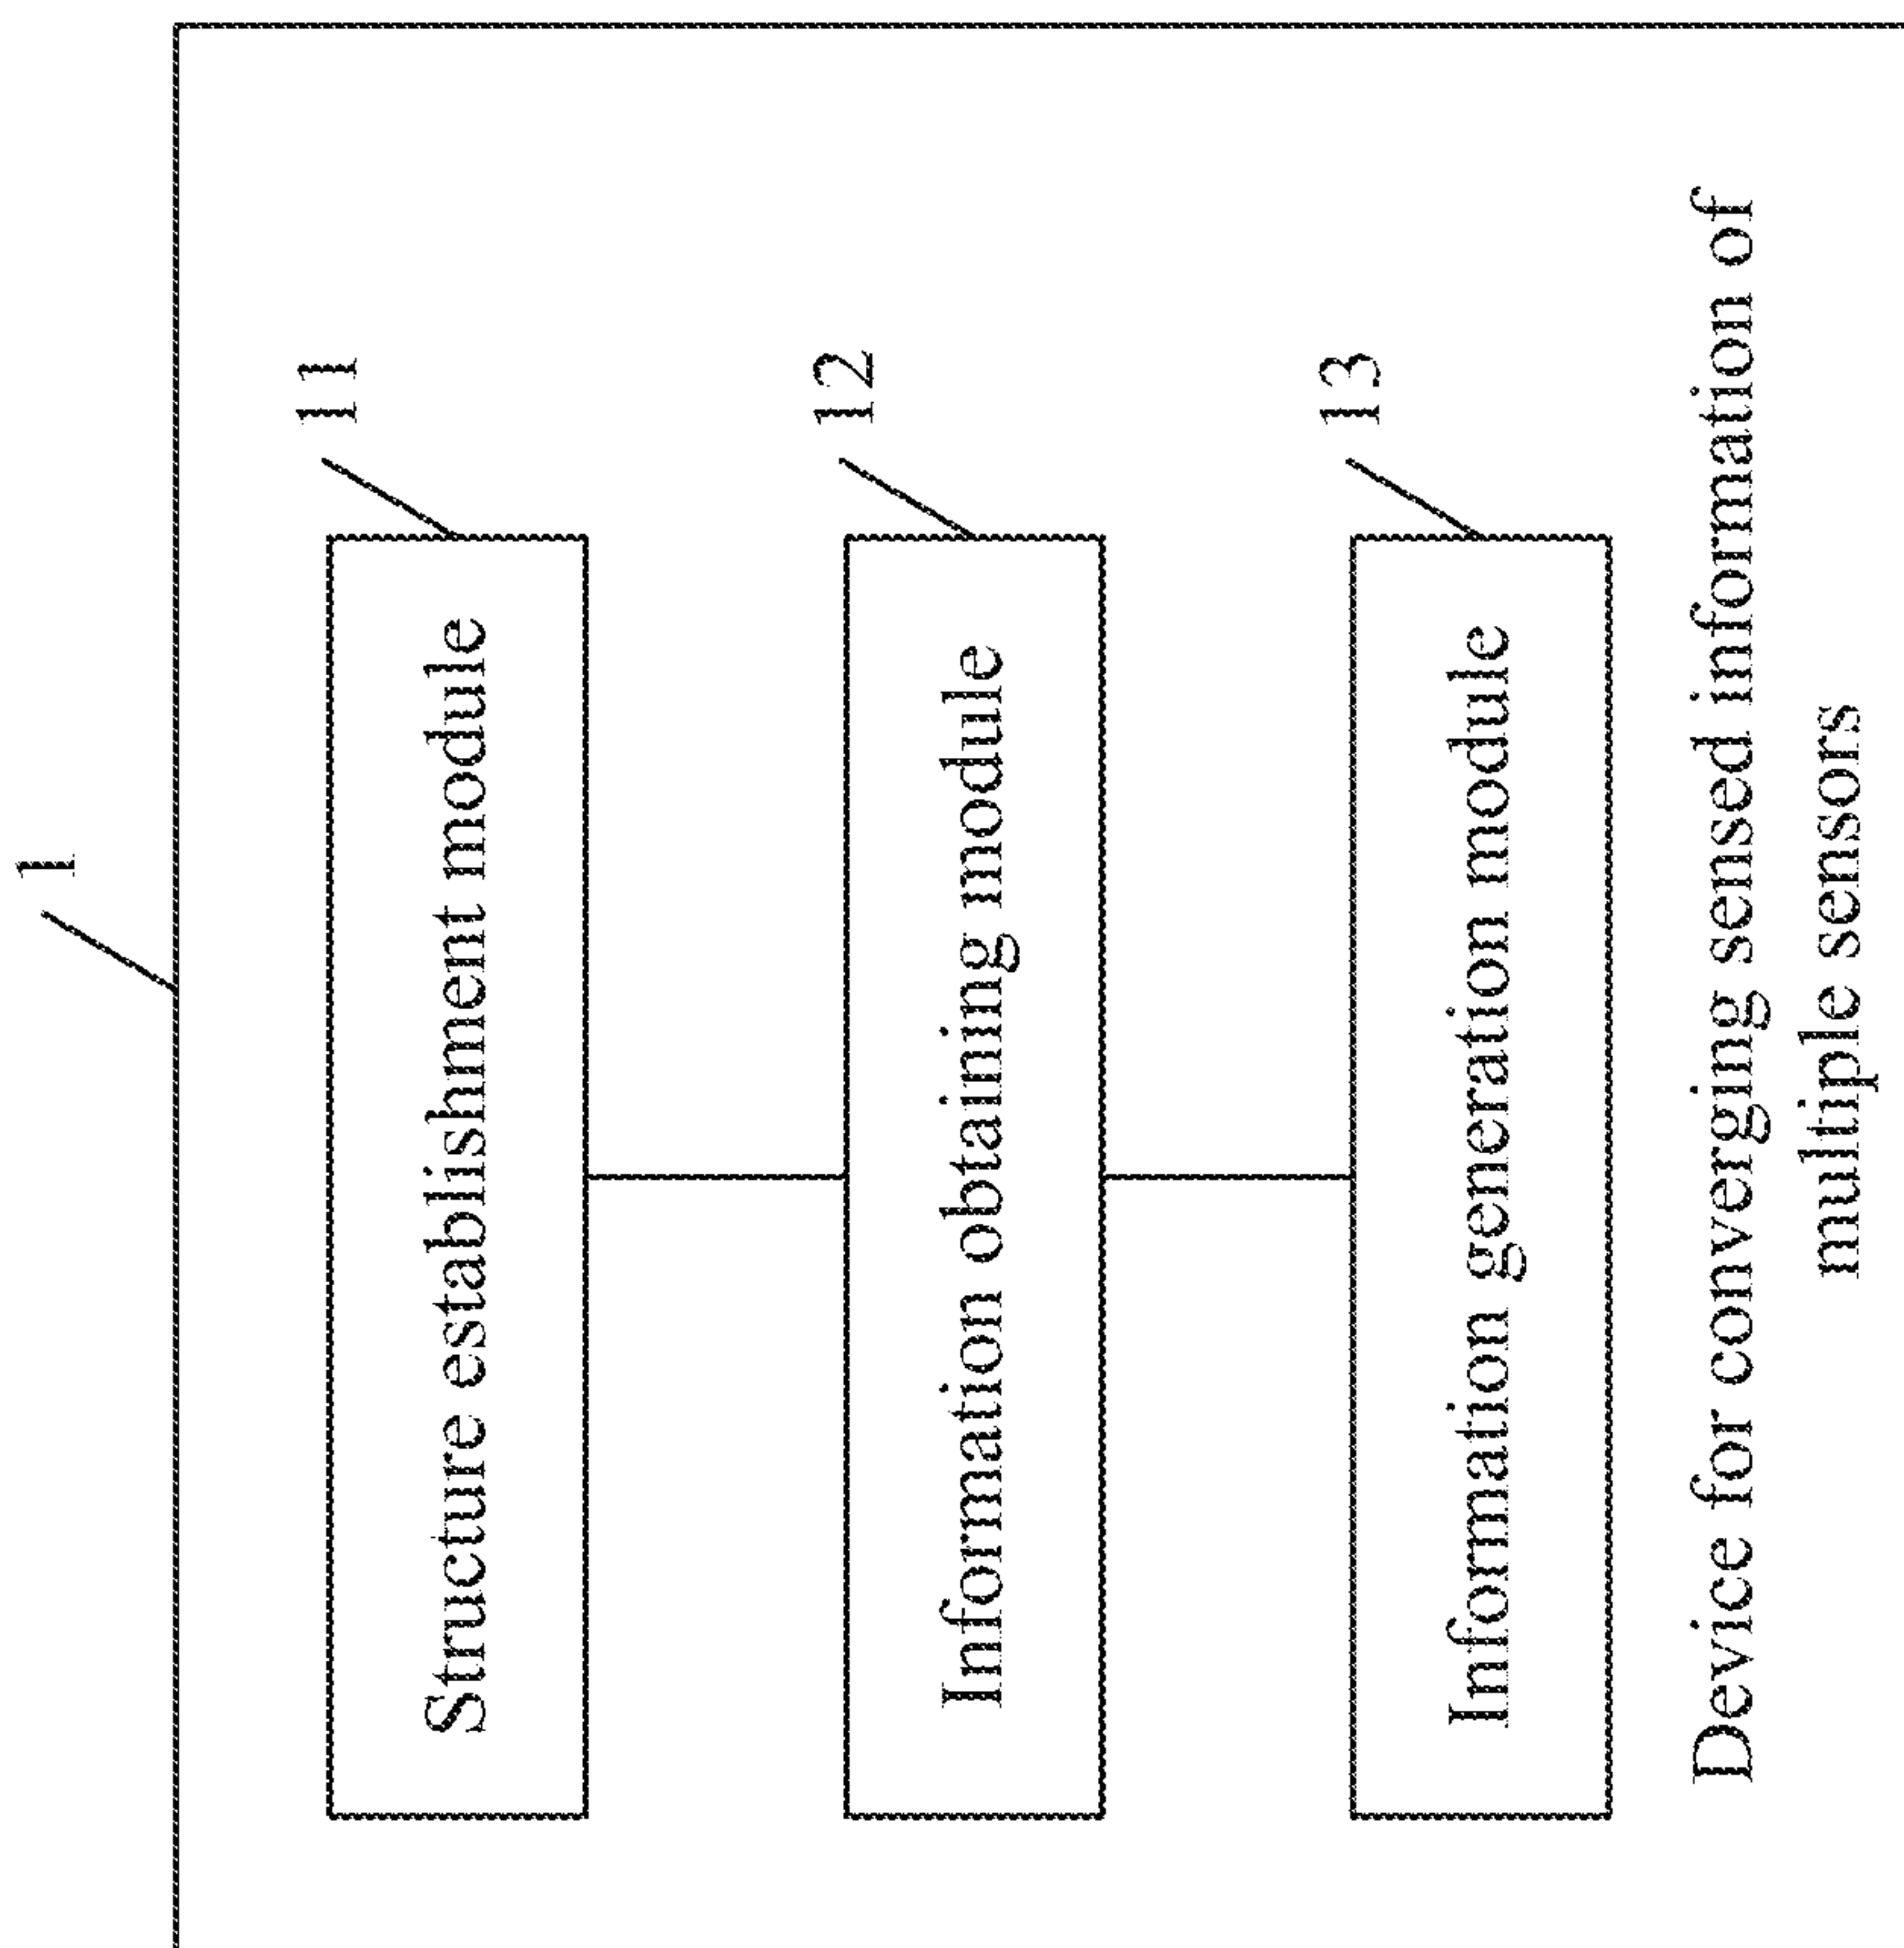 1
11
Structure establishment module
12
Information obtaining module
13
Information generation module
Device for converging sensed information of
multiple sensors